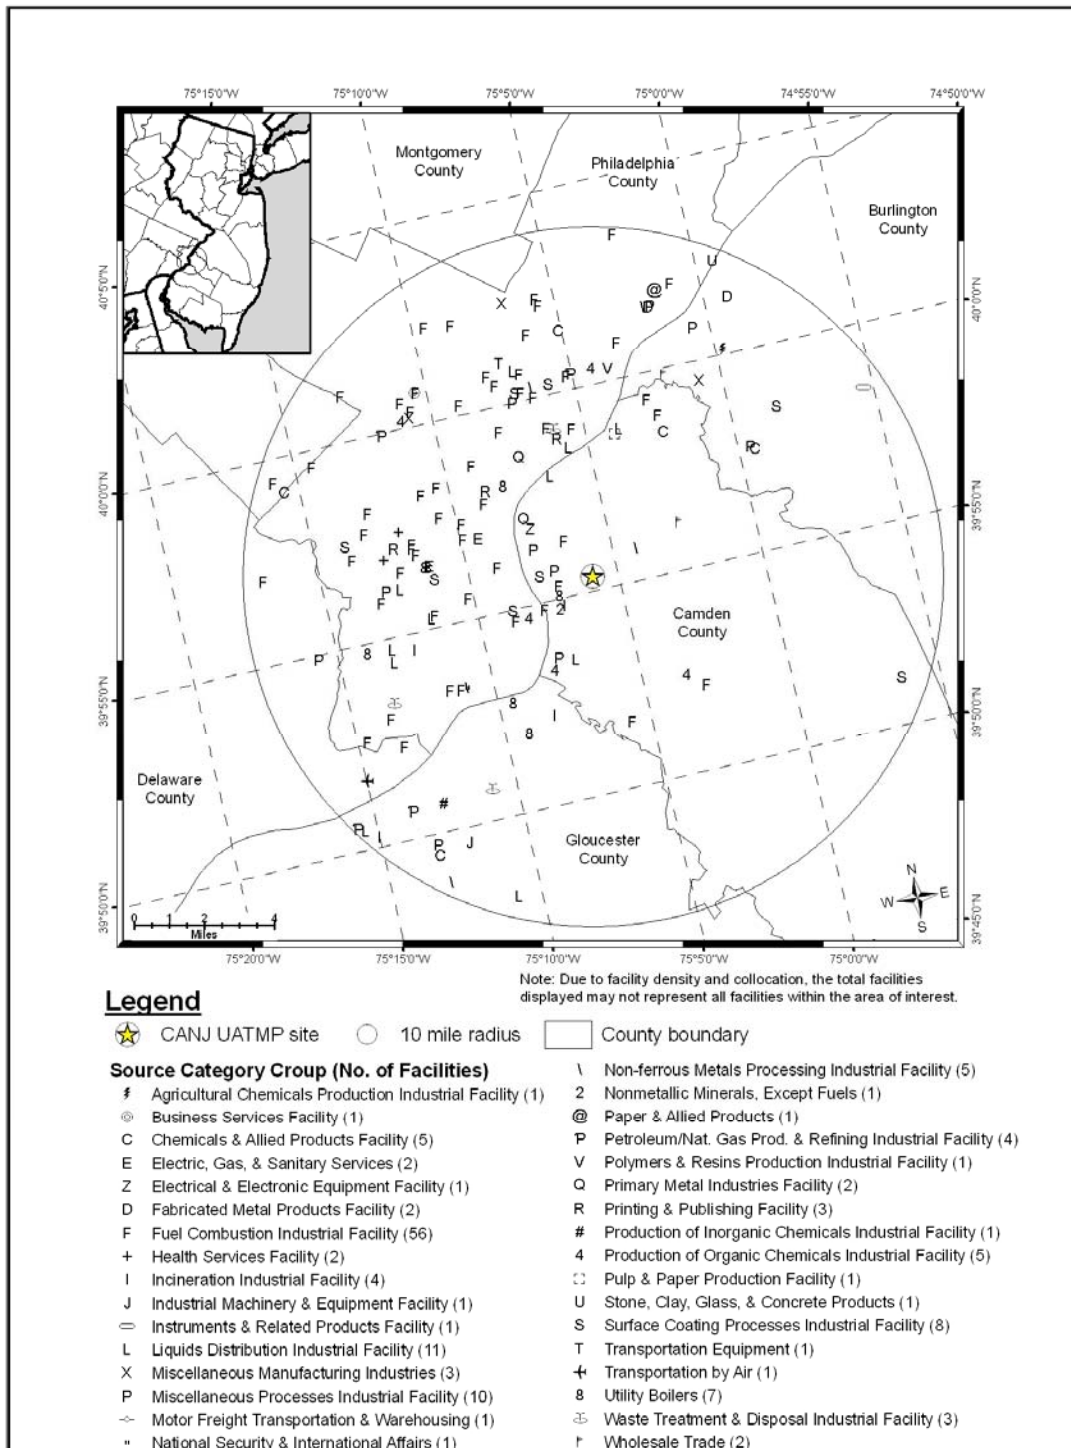 75°15'0"W 75°10'0"W 75°5'0"W 75°0'0"W 74°55'0"W 74°50'0"W
Montgomery
County
Philadelphia
County
Burlington
County
40°5'0"N
40°0'0"N
40°0'0"N
39°55'0"N
39°55'0"N
39°50'0"N
39°50'0"N
39°45'0"N
Camden
County
Delaware
County
Gloucester
County
N
W E
S
0 1 2 4
Miles
75°20'0"W 75°15'0"W 75°10'0"W 75°5'0"W 75°0'0"W
Note: Due to facility density and collocation, the total facilities
displayed may not represent all facilities within the area of interest.
Legend
CANJ UATMP site
10 mile radius
County boundary
Source Category Group (No. of Facilities)
Agricultural Chemicals Production Industrial Facility (1)
Business Services Facility (1)
C Chemicals & Allied Products Facility (5)
E Electric, Gas, & Sanitary Services (2)
Z Electrical & Electronic Equipment Facility (1)
D Fabricated Metal Products Facility (2)
F Fuel Combustion Industrial Facility (56)
+ Health Services Facility (2)
I Incineration Industrial Facility (4)
J Industrial Machinery & Equipment Facility (1)
Instruments & Related Products Facility (1)
L Liquids Distribution Industrial Facility (11)
X Miscellaneous Manufacturing Industries (3)
P Miscellaneous Processes Industrial Facility (10)
Motor Freight Transportation & Warehousing (1)
" National Security & International Affairs (1)
\ Non-ferrous Metals Processing Industrial Facility (5)
2 Nonmetallic Minerals, Except Fuels (1)
@ Paper & Allied Products (1)
P Petroleum/Nat. Gas Prod. & Refining Industrial Facility (4)
V Polymers & Resins Production Industrial Facility (1)
Q Primary Metal Industries Facility (2)
R Printing & Publishing Facility (3)
# Production of Inorganic Chemicals Industrial Facility (1)
4 Production of Organic Chemicals Industrial Facility (5)
Pulp & Paper Production Facility (1)
U Stone, Clay, Glass, & Concrete Products (1)
S Surface Coating Processes Industrial Facility (8)
T Transportation Equipment (1)
Transportation by Air (1)
8 Utility Boilers (7)
Waste Treatment & Disposal Industrial Facility (3)
Wholesale Trade (2)